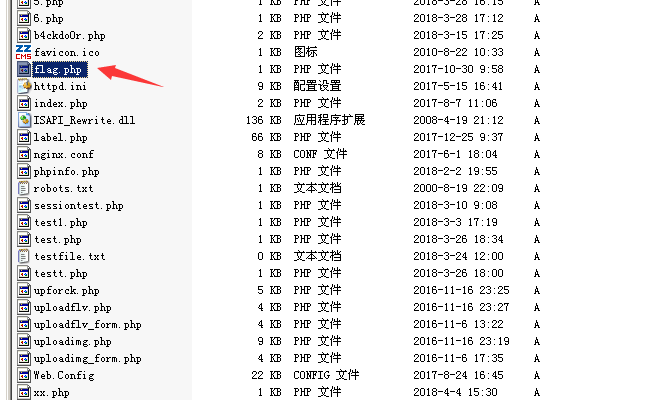 5.php 1 KB PHP 文件 2018-3-28 16:15 A
6.php 1 KB PHP 文件 2018-3-28 17:12 A
b4ckdo0r.php 2 KB PHP 文件 2018-3-15 17:25 A
favicon.ico 1 KB 图标 2010-8-22 10:33 A
flag.php 1 KB PHP 文件 2017-10-30 9:58 A
httpd.ini 9 KB 配置设置 2017-5-15 16:41 A
index.php 2 KB PHP 文件 2017-8-7 11:06 A
ISAPI_Rewrite.dll 136 KB 应用程序扩展 2008-4-19 21:12 A
label.php 66 KB PHP 文件 2017-12-25 9:37 A
nginx.conf 8 KB CONF 文件 2017-6-1 18:04 A
phpinfo.php 1 KB PHP 文件 2018-2-2 19:55 A
robots.txt 1 KB 文本文档 2000-8-19 22:09 A
sessiontest.php 1 KB PHP 文件 2018-3-10 9:08 A
test1.php 1 KB PHP 文件 2018-3-3 17:19 A
test.php 1 KB PHP 文件 2018-3-26 18:34 A
testfile.txt 0 KB 文本文档 2018-3-24 12:00 A
testt.php 1 KB PHP 文件 2018-3-26 18:00 A
upforck.php 5 KB PHP 文件 2016-11-16 23:25 A
uploadflv.php 4 KB PHP 文件 2016-11-16 23:27 A
uploadflv_form.php 4 KB PHP 文件 2016-11-6 13:22 A
uploadimg.php 9 KB PHP 文件 2016-11-16 23:19 A
uploadimg_form.php 4 KB PHP 文件 2016-11-6 17:35 A
Web.Config 22 KB CONFIG 文件 2017-8-24 16:45 A
xx.php 1 KB PHP 文件 2018-4-4 15:30 A